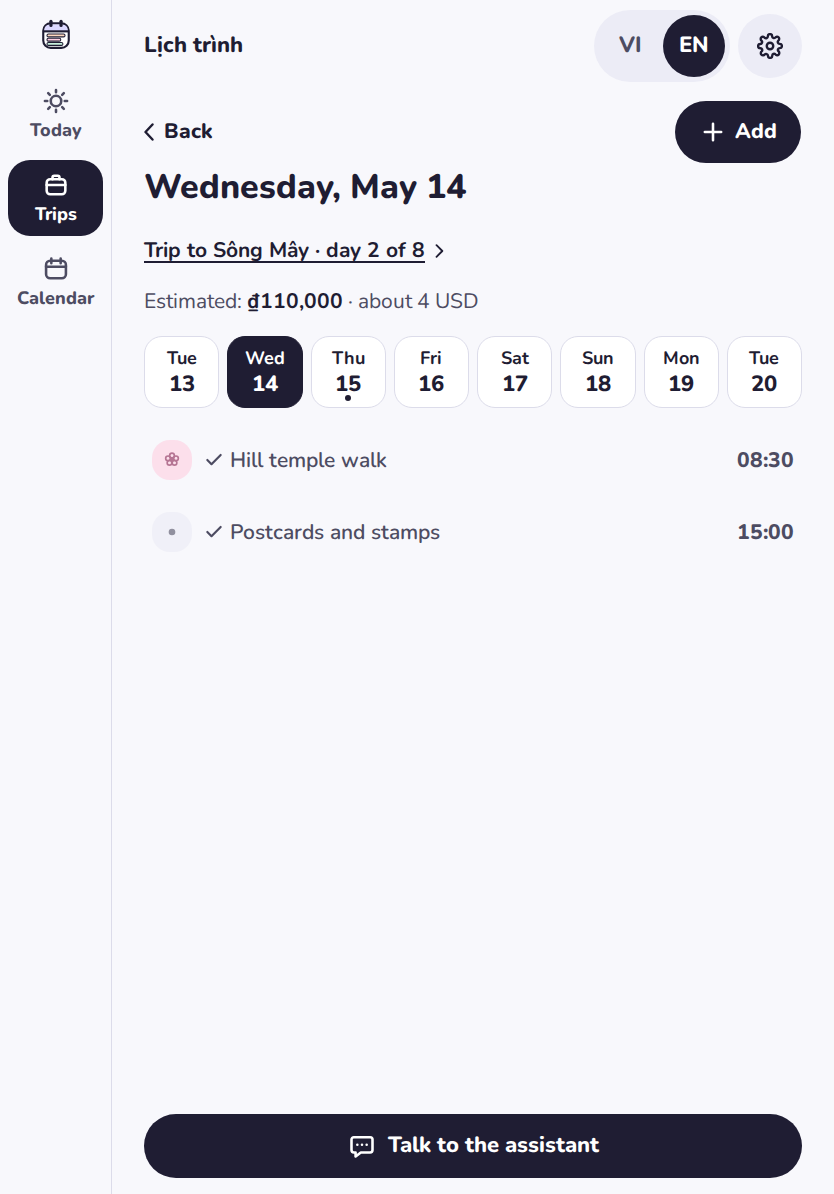 Lịch trình
VI EN
Today
Trips
Calendar
Back
Add
Wednesday, May 14
Trip to Sông Mây · day 2 of 8
Estimated: ₫110,000 · about 4 USD
Tue Wed Thu Fri Sat Sun Mon Tue
13 14 15 16 17 18 19 20
Hill temple walk 08:30
Postcards and stamps 15:00
Talk to the assistant